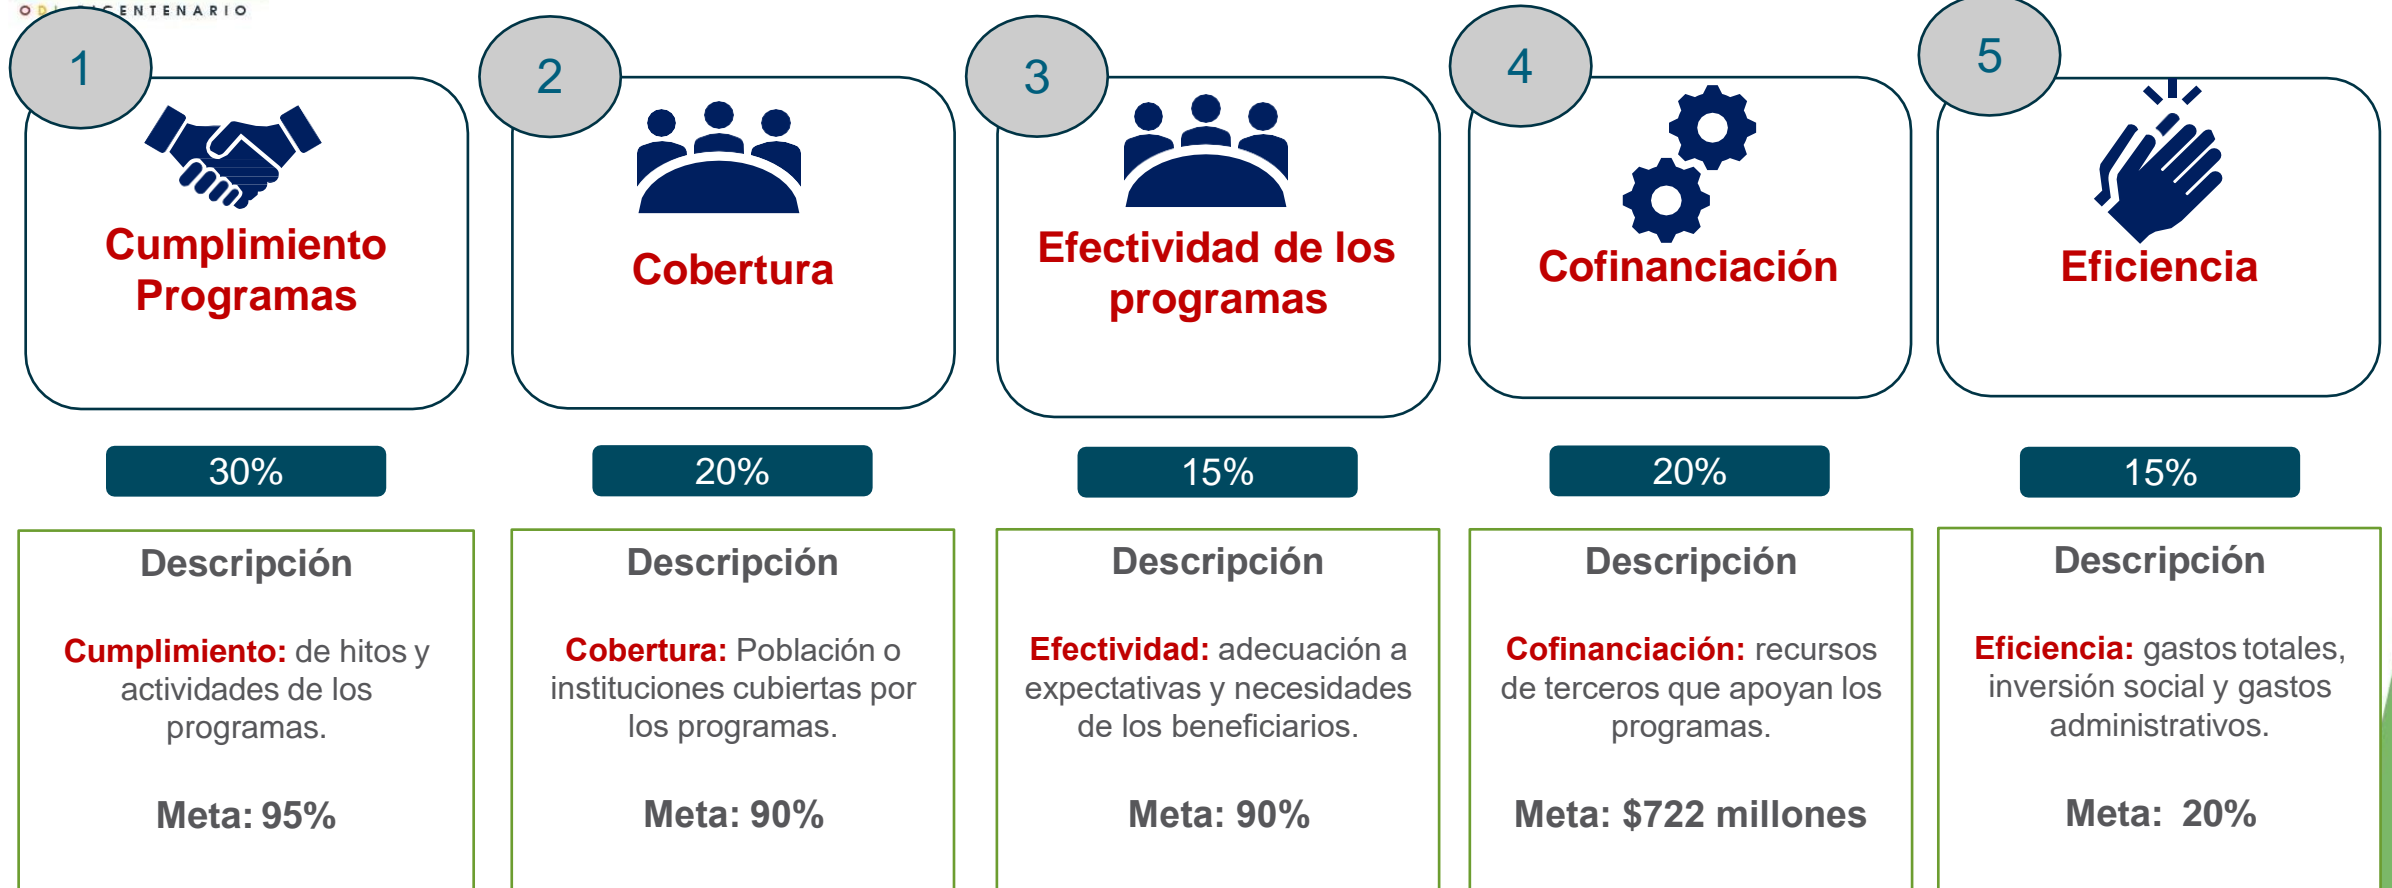 CENTENARIO
1
Cumplimiento
Programas
30%
Descripción
Cumplimiento: de hitos y
actividades de los
programas.
Meta: 95%
2
Cobertura
20%
Descripción
Cobertura: Población o
instituciones cubiertas por
los programas.
Meta: 90%
3
Efectividad de los
programas
15%
Descripción
Efectividad: adecuación a
expectativas y necesidades
de los beneficiarios.
Meta: 90%
4
Cofinanciación
20%
Descripción
Cofinanciación: recursos
de terceros que apoyan los
programas.
Meta: $722 millones
5
Eficiencia
15%
Descripción
Eficiencia: gastos totales,
inversión social y gastos
administrativos.
Meta: 20%